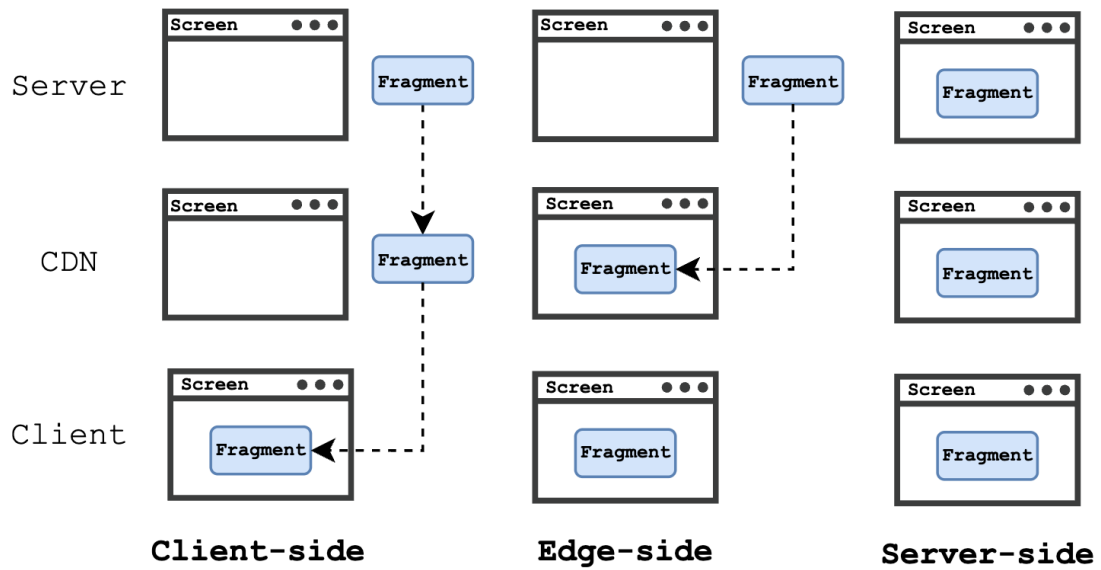 Screen
Screen
Screen
Server
Fragment
Fragment
Fragment
Screen
Screen
Screen
CDN
Fragment
Fragment
Fragment
Screen
Screen
Screen
Client
Fragment
Fragment
Fragment
Client-side
Edge-side
Server-side